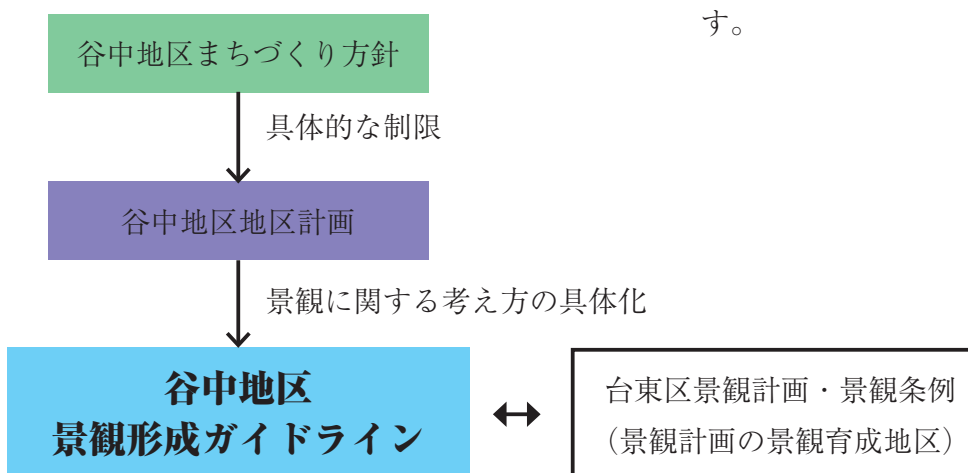 す。
谷中地区まちづくり方針
具体的な制限
谷中地区地区計画
景観に関する考え方の具体化
谷中地区
景観形成ガイドライン
台東区景観計画・景観条例
（景観計画の景観育成地区）